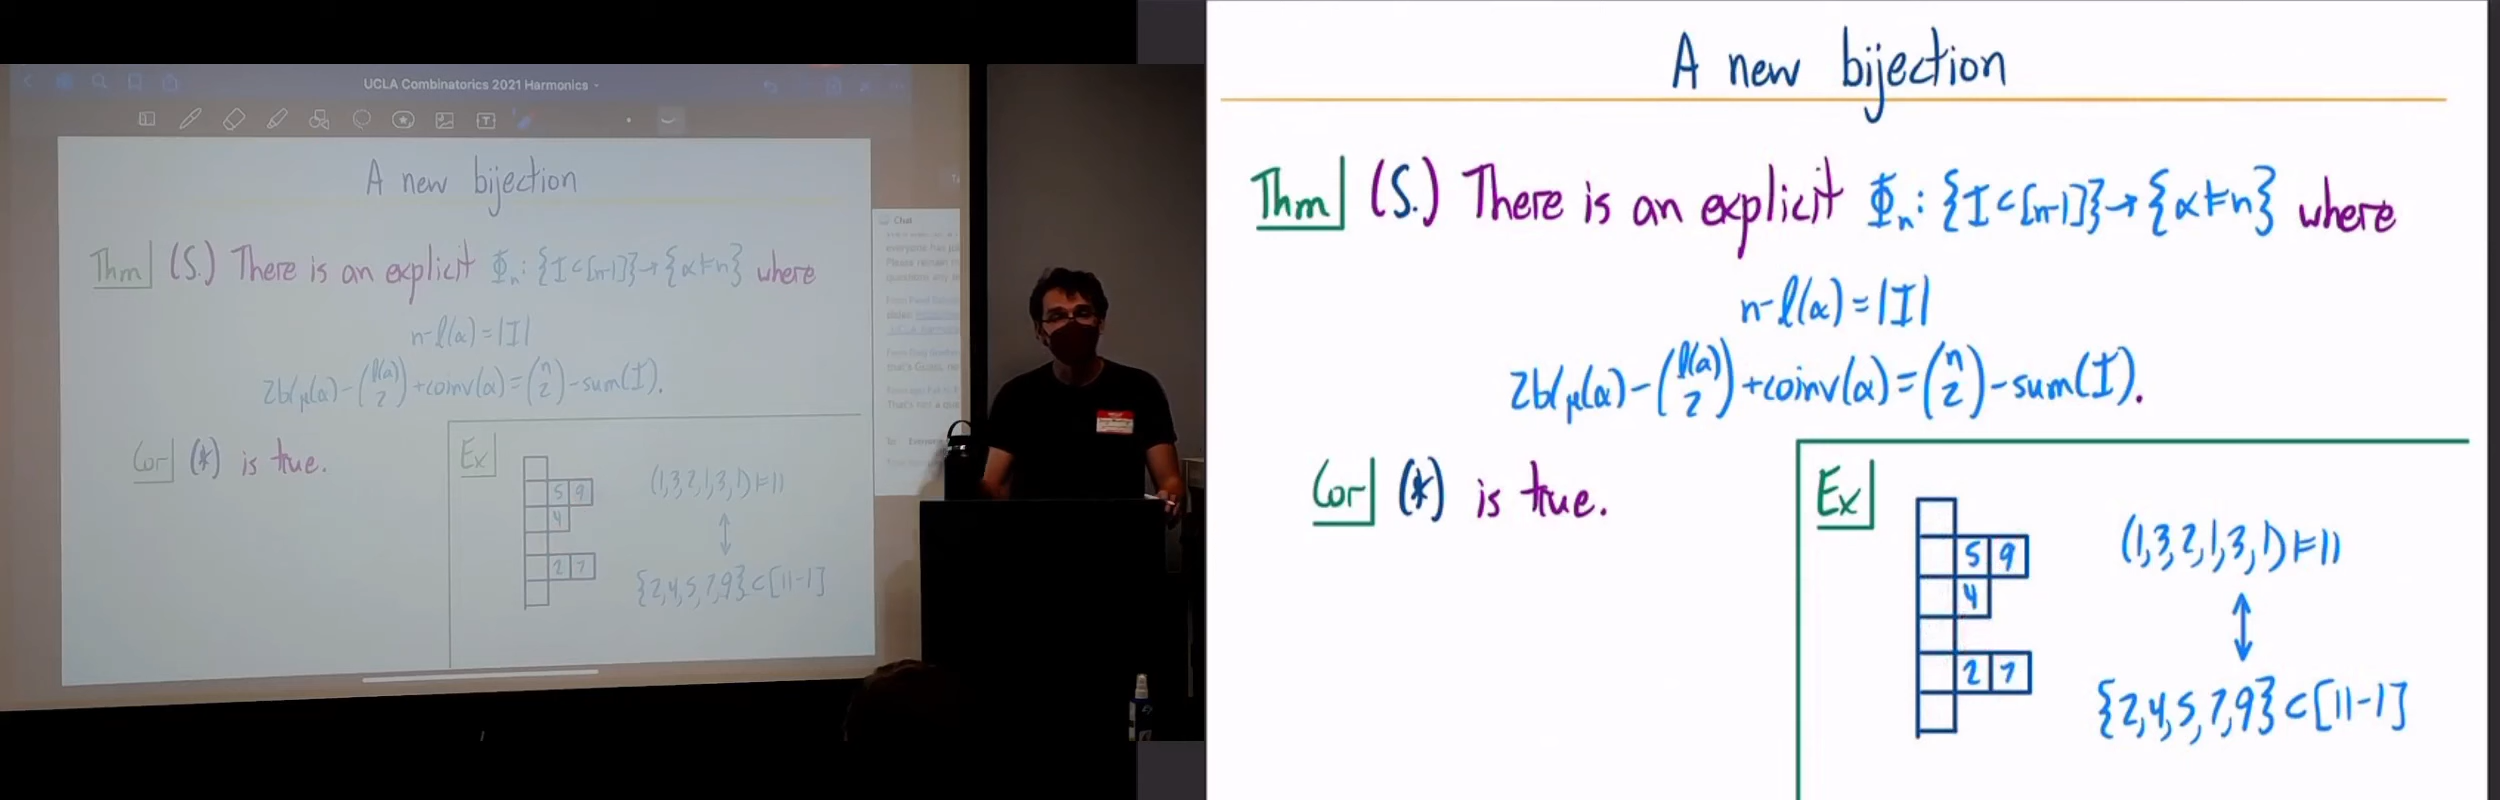 UCLA Combinatorics 2021 Harmonics
A new bijection
Thm (S.) There is an explicit Φₙ: {I⊂[n-1]}→{α⊨n} where
n-ℓ(α)=|I|
2b(μ(α)-(ℓ(α) 2)+coinv(α)=(n 2)-sum(I).
Cor (*) is true.
Ex
5 9
4
2 7
(1,3,2,1,3,1)⊨11
↕
{2,4,5,7,9}⊂[11-1]
Chat
A new bijection
Thm (S.) There is an explicit Φₙ: {I⊂[n-1]}→{α⊨n} where
n-ℓ(α)=|I|
2b(μ(α)-(ℓ(α) 2)+coinv(α)=(n 2)-sum(I).
Cor (*) is true.
Ex
5 9
4
2 7
(1,3,2,1,3,1)⊨11
↕
{2,4,5,7,9}⊂[11-1]